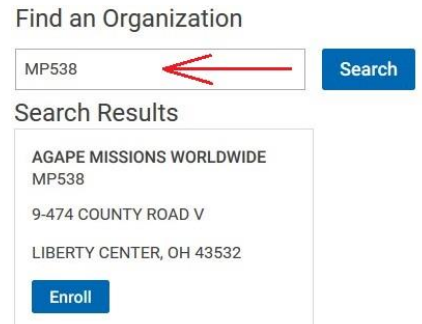 Find an Organization
MP538
Search
Search Results
AGAPE MISSIONS WORLDWIDE
MP538
9-474 COUNTY ROAD V
LIBERTY CENTER, OH 43532
Enroll